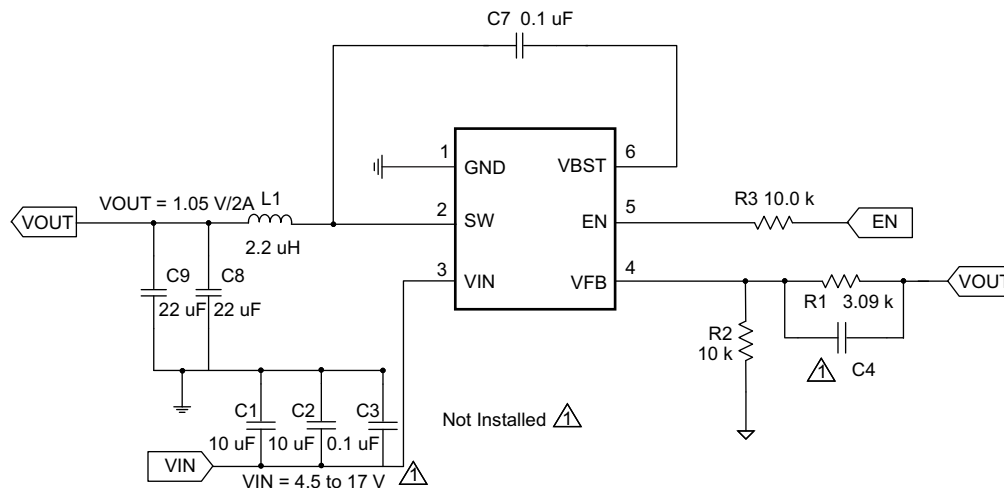 C7 0.1 uF
1 GND VBST 6
VOUT VOUT = 1.05 V/2A L1 2 SW EN 5 R3 10.0 k EN
2.2 uH
3 VIN VFB 4 VOUT
C9 C8
22 uF 22 uF
R1 3.09 k
R2
10 k
1 C4
C1 C2 C3
10 uF 10 uF 0.1 uF
Not Installed 1
VIN VIN = 4.5 to 17 V 1